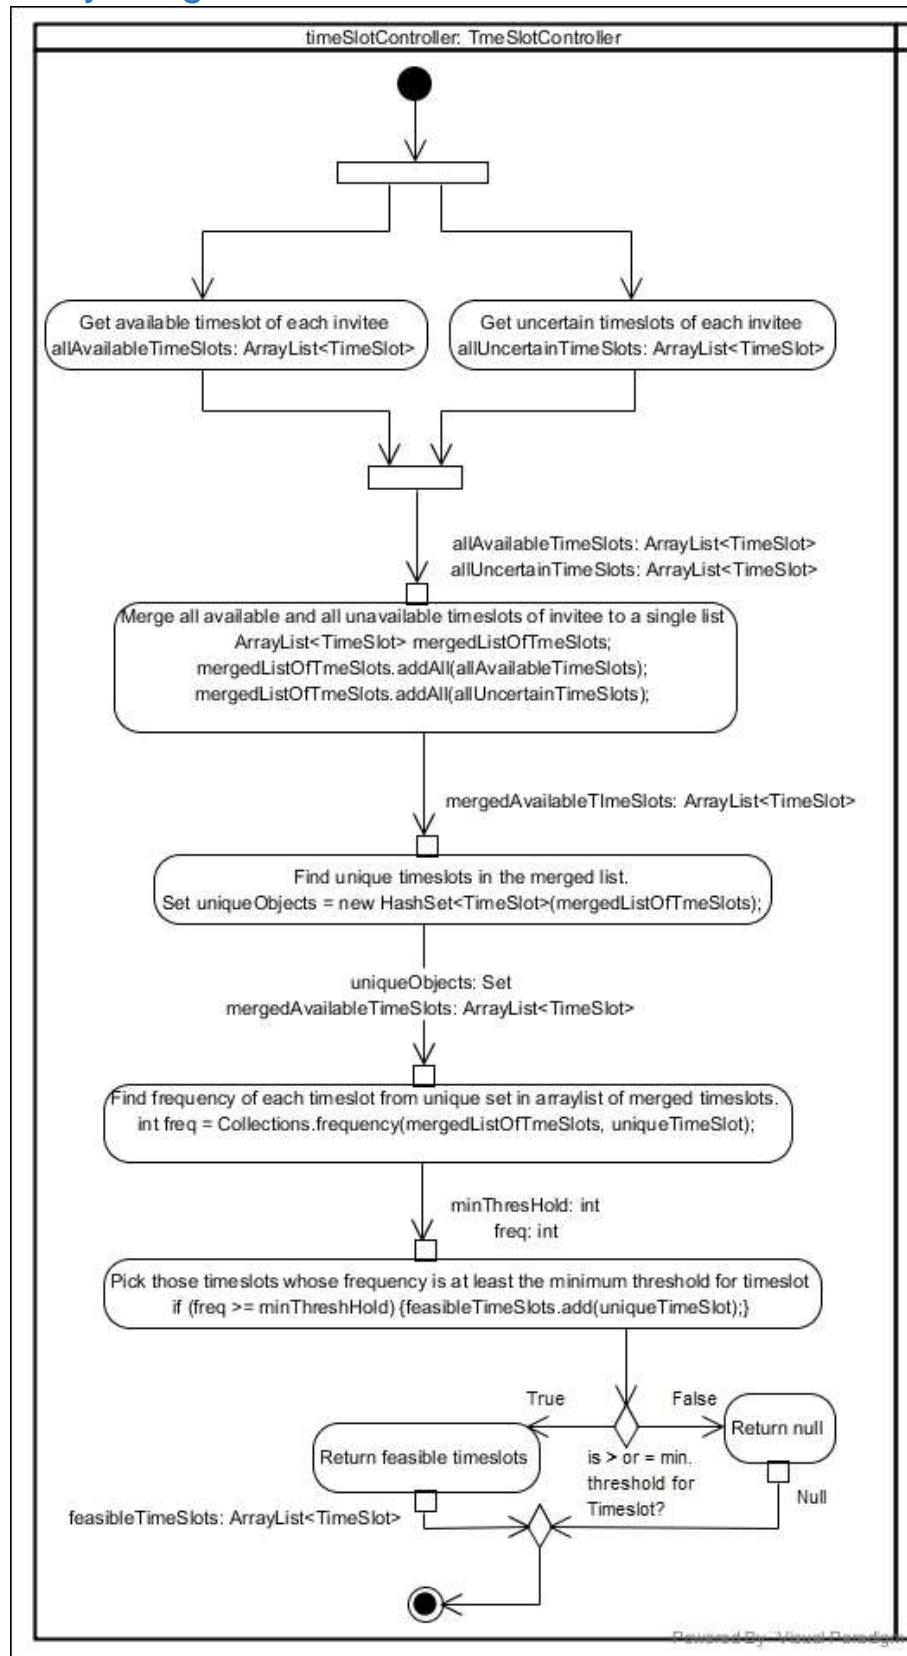 timeSlotController: TmeSlotController
Get available timeslot of each invitee
allAvailableTimeSlots: ArrayList<TimeSlot>
Get uncertain timeslots of each invitee
allUncertainTimeSlots: ArrayList<TimeSlot>
allAvailableTimeSlots: ArrayList<TimeSlot>
allUncertainTimeSlots: ArrayList<TimeSlot>
Merge all available and all unavailable timeslots of invitee to a single list
ArrayList<TimeSlot> mergedListOfTmeSlots;
mergedListOfTmeSlots.addAll(allAvailableTimeSlots);
mergedListOfTmeSlots.addAll(allUncertainTimeSlots);
mergedAvailableTImeSlots: ArrayList<TimeSlot>
Find unique timeslots in the merged list.
Set uniqueObjects = new HashSet<TimeSlot>(mergedListOfTmeSlots);
uniqueObjects: Set
mergedAvailableTimeSlots: ArrayList<TimeSlot>
Find frequency of each timeslot from unique set in arraylist of merged timeslots.
int freq = Collections.frequency(mergedListOfTmeSlots, uniqueTimeSlot);
minThresHold: int
freq: int
Pick those timeslots whose frequency is at least the minimum threshold for timeslot
if (freq >= minThreshHold) {feasibleTimeSlots.add(uniqueTimeSlot);}
True
False
Return feasible timeslots
Return null
is > or = min.
threshold for
Timeslot?
Null
feasibleTimeSlots: ArrayList<TimeSlot>
Powered By Visual Paradigm